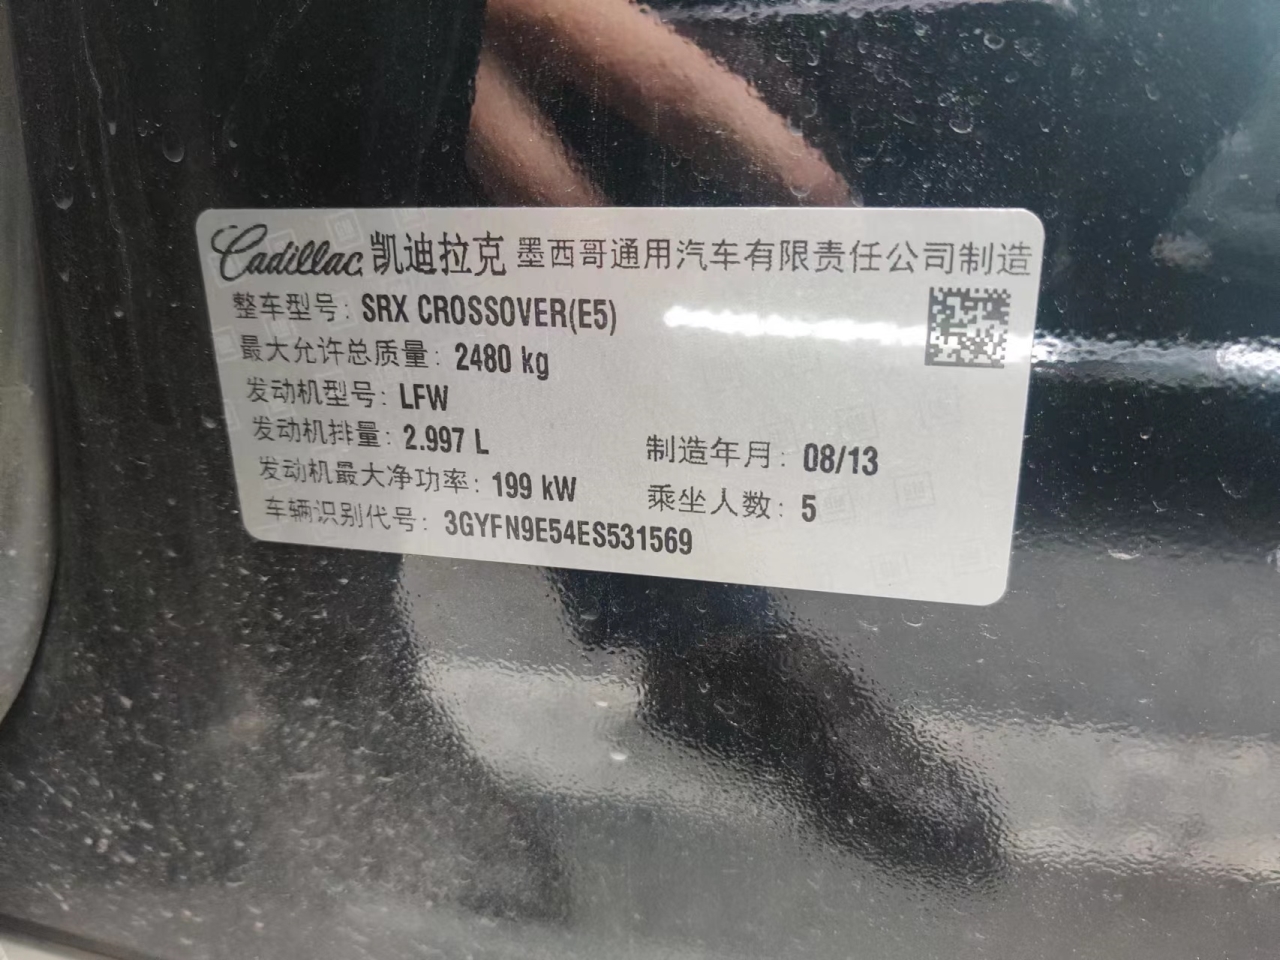 Cadillac 凯迪拉克 墨西哥通用汽车有限责任公司制造
整车型号: SRX CROSSOVER(E5)
最大允许总质量: 2480 kg
发动机型号: LFW
发动机排量: 2.997 L
制造年月: 08/13
发动机最大净功率: 199 kW
乘坐人数: 5
车辆识别代号: 3GYFN9E54ES531569